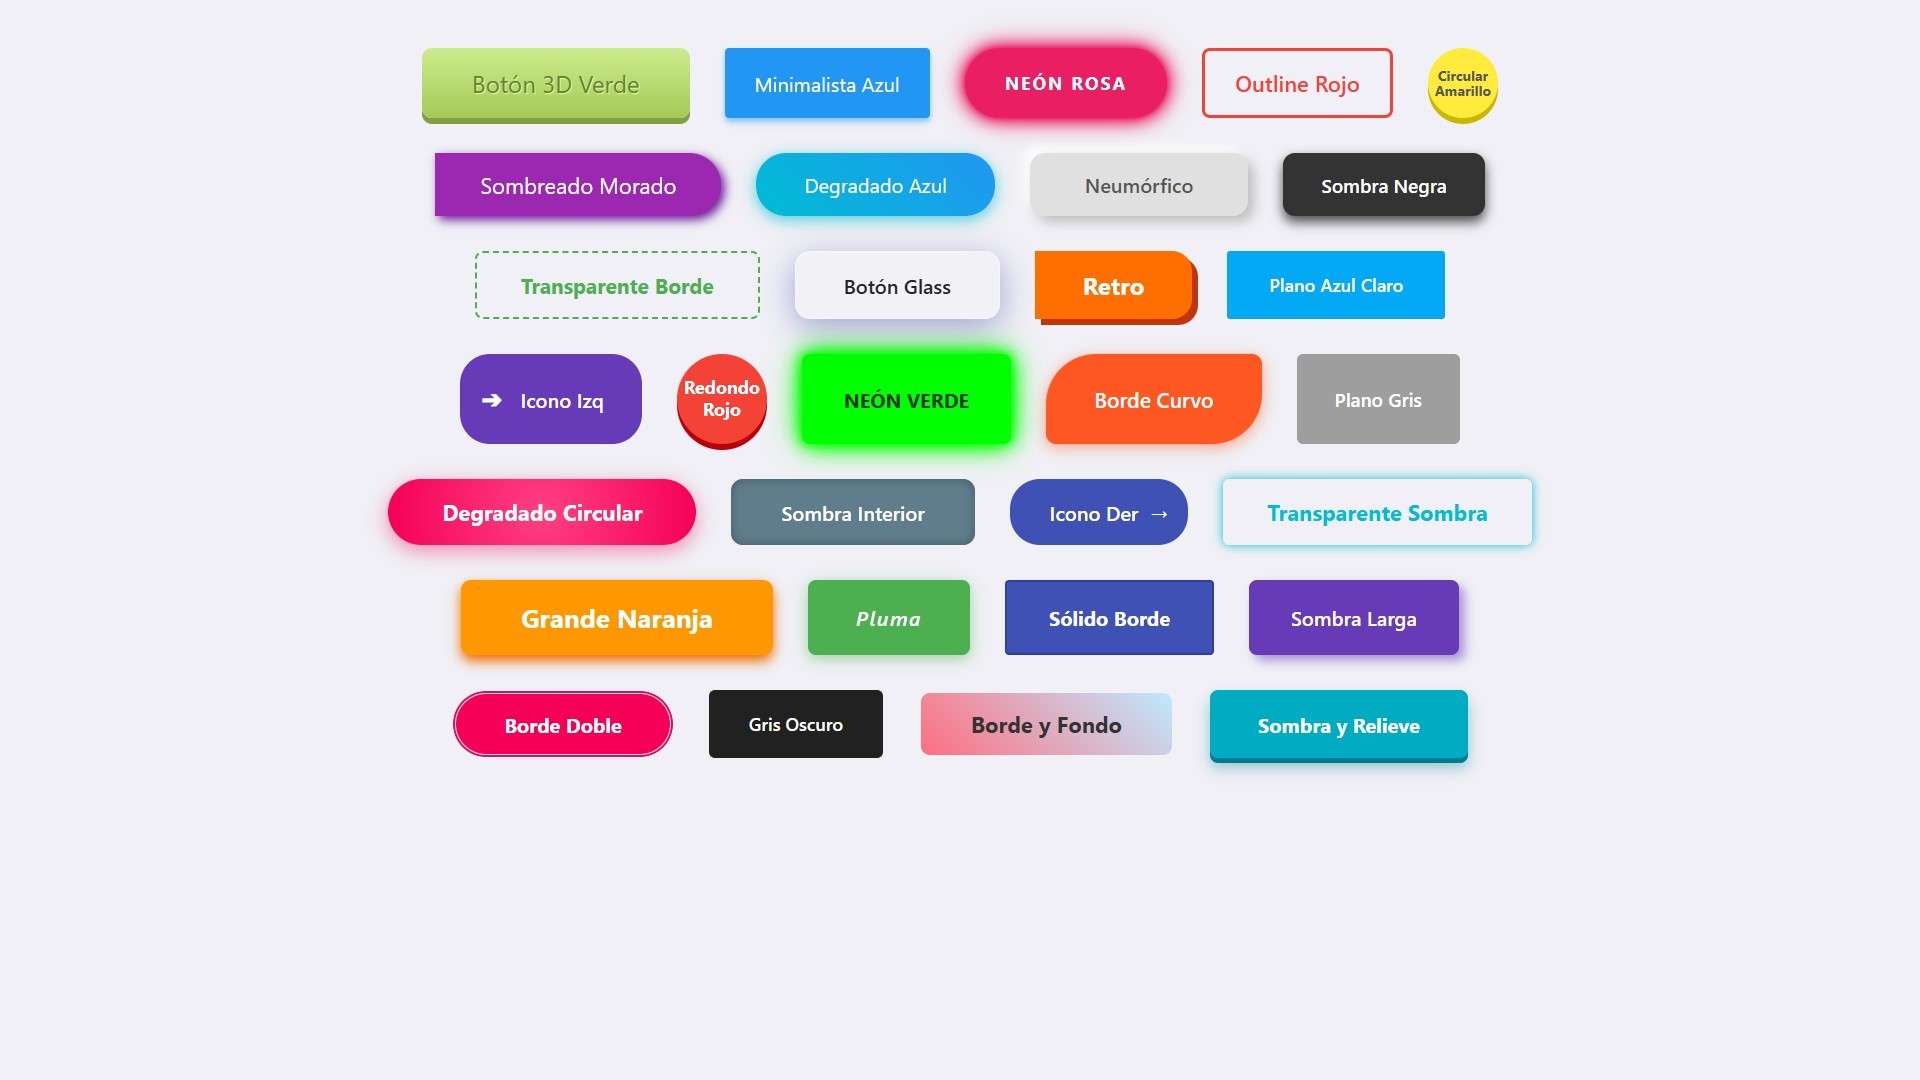 Botón 3D Verde
Minimalista Azul
NEÓN ROSA
Outline Rojo
Circular
Amarillo
Sombreado Morado
Degradado Azul
Neumórfico
Sombra Negra
Transparente Borde
Botón Glass
Retro
Plano Azul Claro
➔ Icono Izq
Redondo
Rojo
NEÓN VERDE
Borde Curvo
Plano Gris
Degradado Circular
Sombra Interior
Icono Der →
Transparente Sombra
Grande Naranja
Pluma
Sólido Borde
Sombra Larga
Borde Doble
Gris Oscuro
Borde y Fondo
Sombra y Relieve